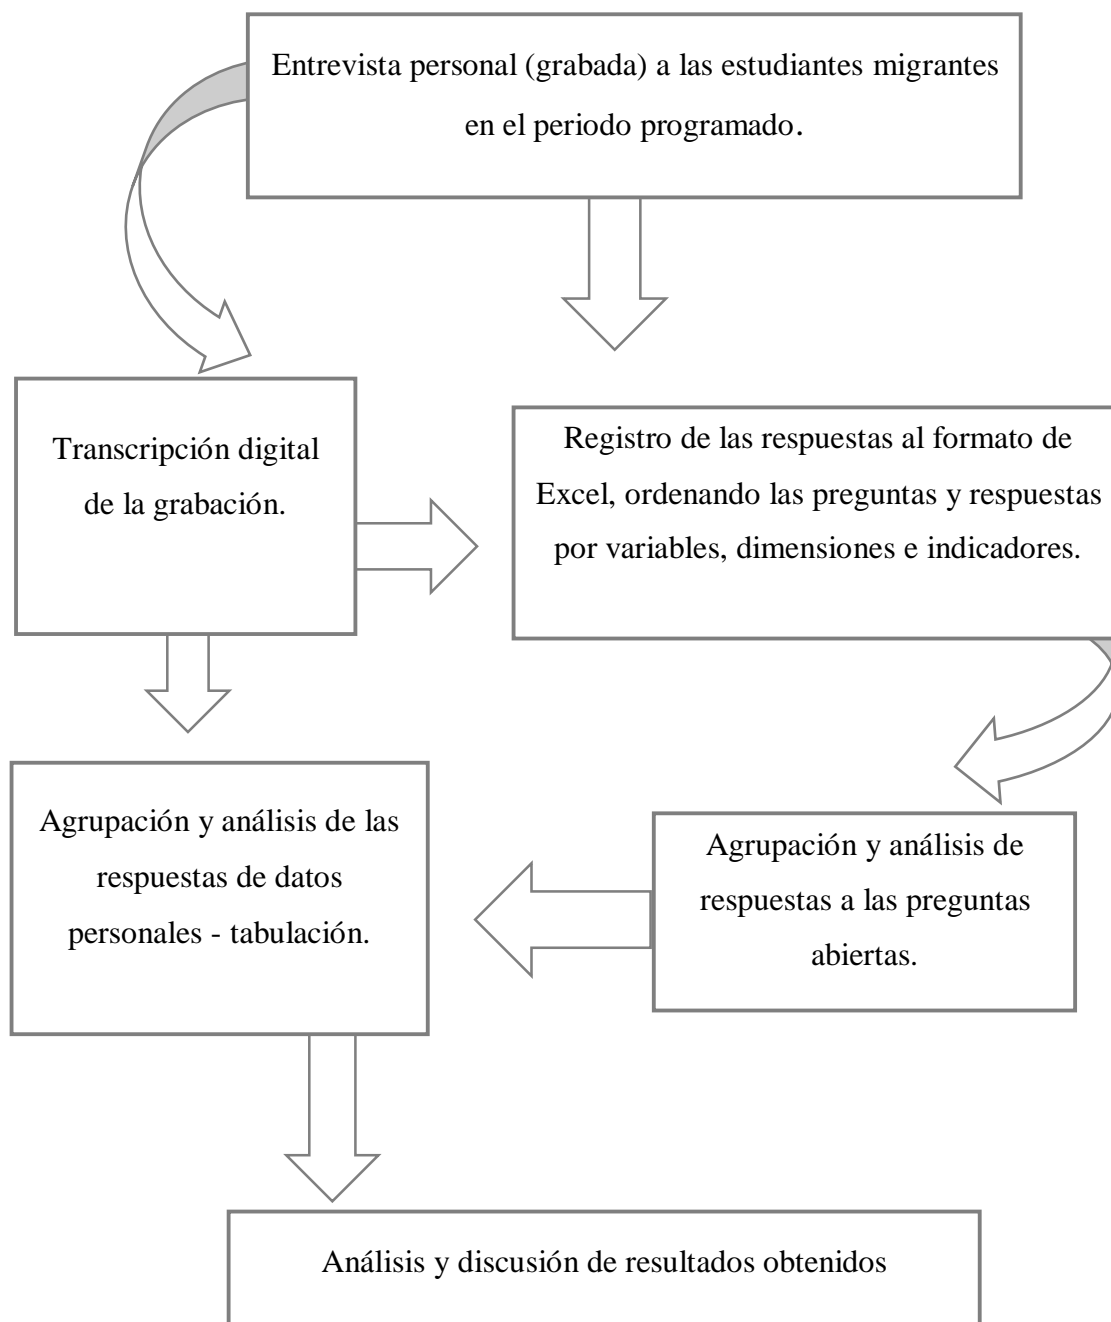 Entrevista personal (grabada) a las estudiantes migrantes
en el periodo programado.
Transcripción digital
de la grabación.
Registro de las respuestas al formato de
Excel, ordenando las preguntas y respuestas
por variables, dimensiones e indicadores.
Agrupación y análisis de las
respuestas de datos
personales - tabulación.
Agrupación y análisis de
respuestas a las preguntas
abiertas.
Análisis y discusión de resultados obtenidos